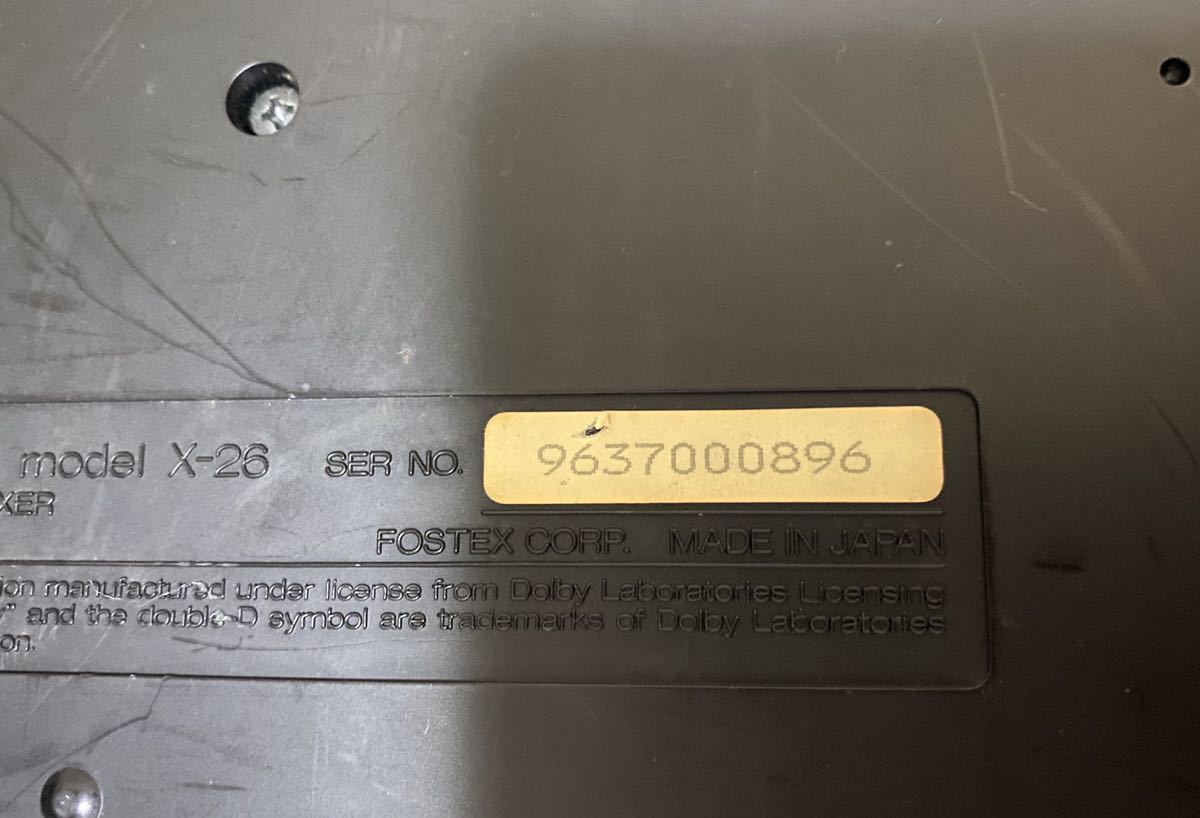 model X-26 SER NO. 9637000896
XER
FOSTEX CORP. MADE IN JAPAN
ion manufactured under license from Dolby Laboratories Licensing
y" and the double-D symbol are trademarks of Dolby Laboratories
on.